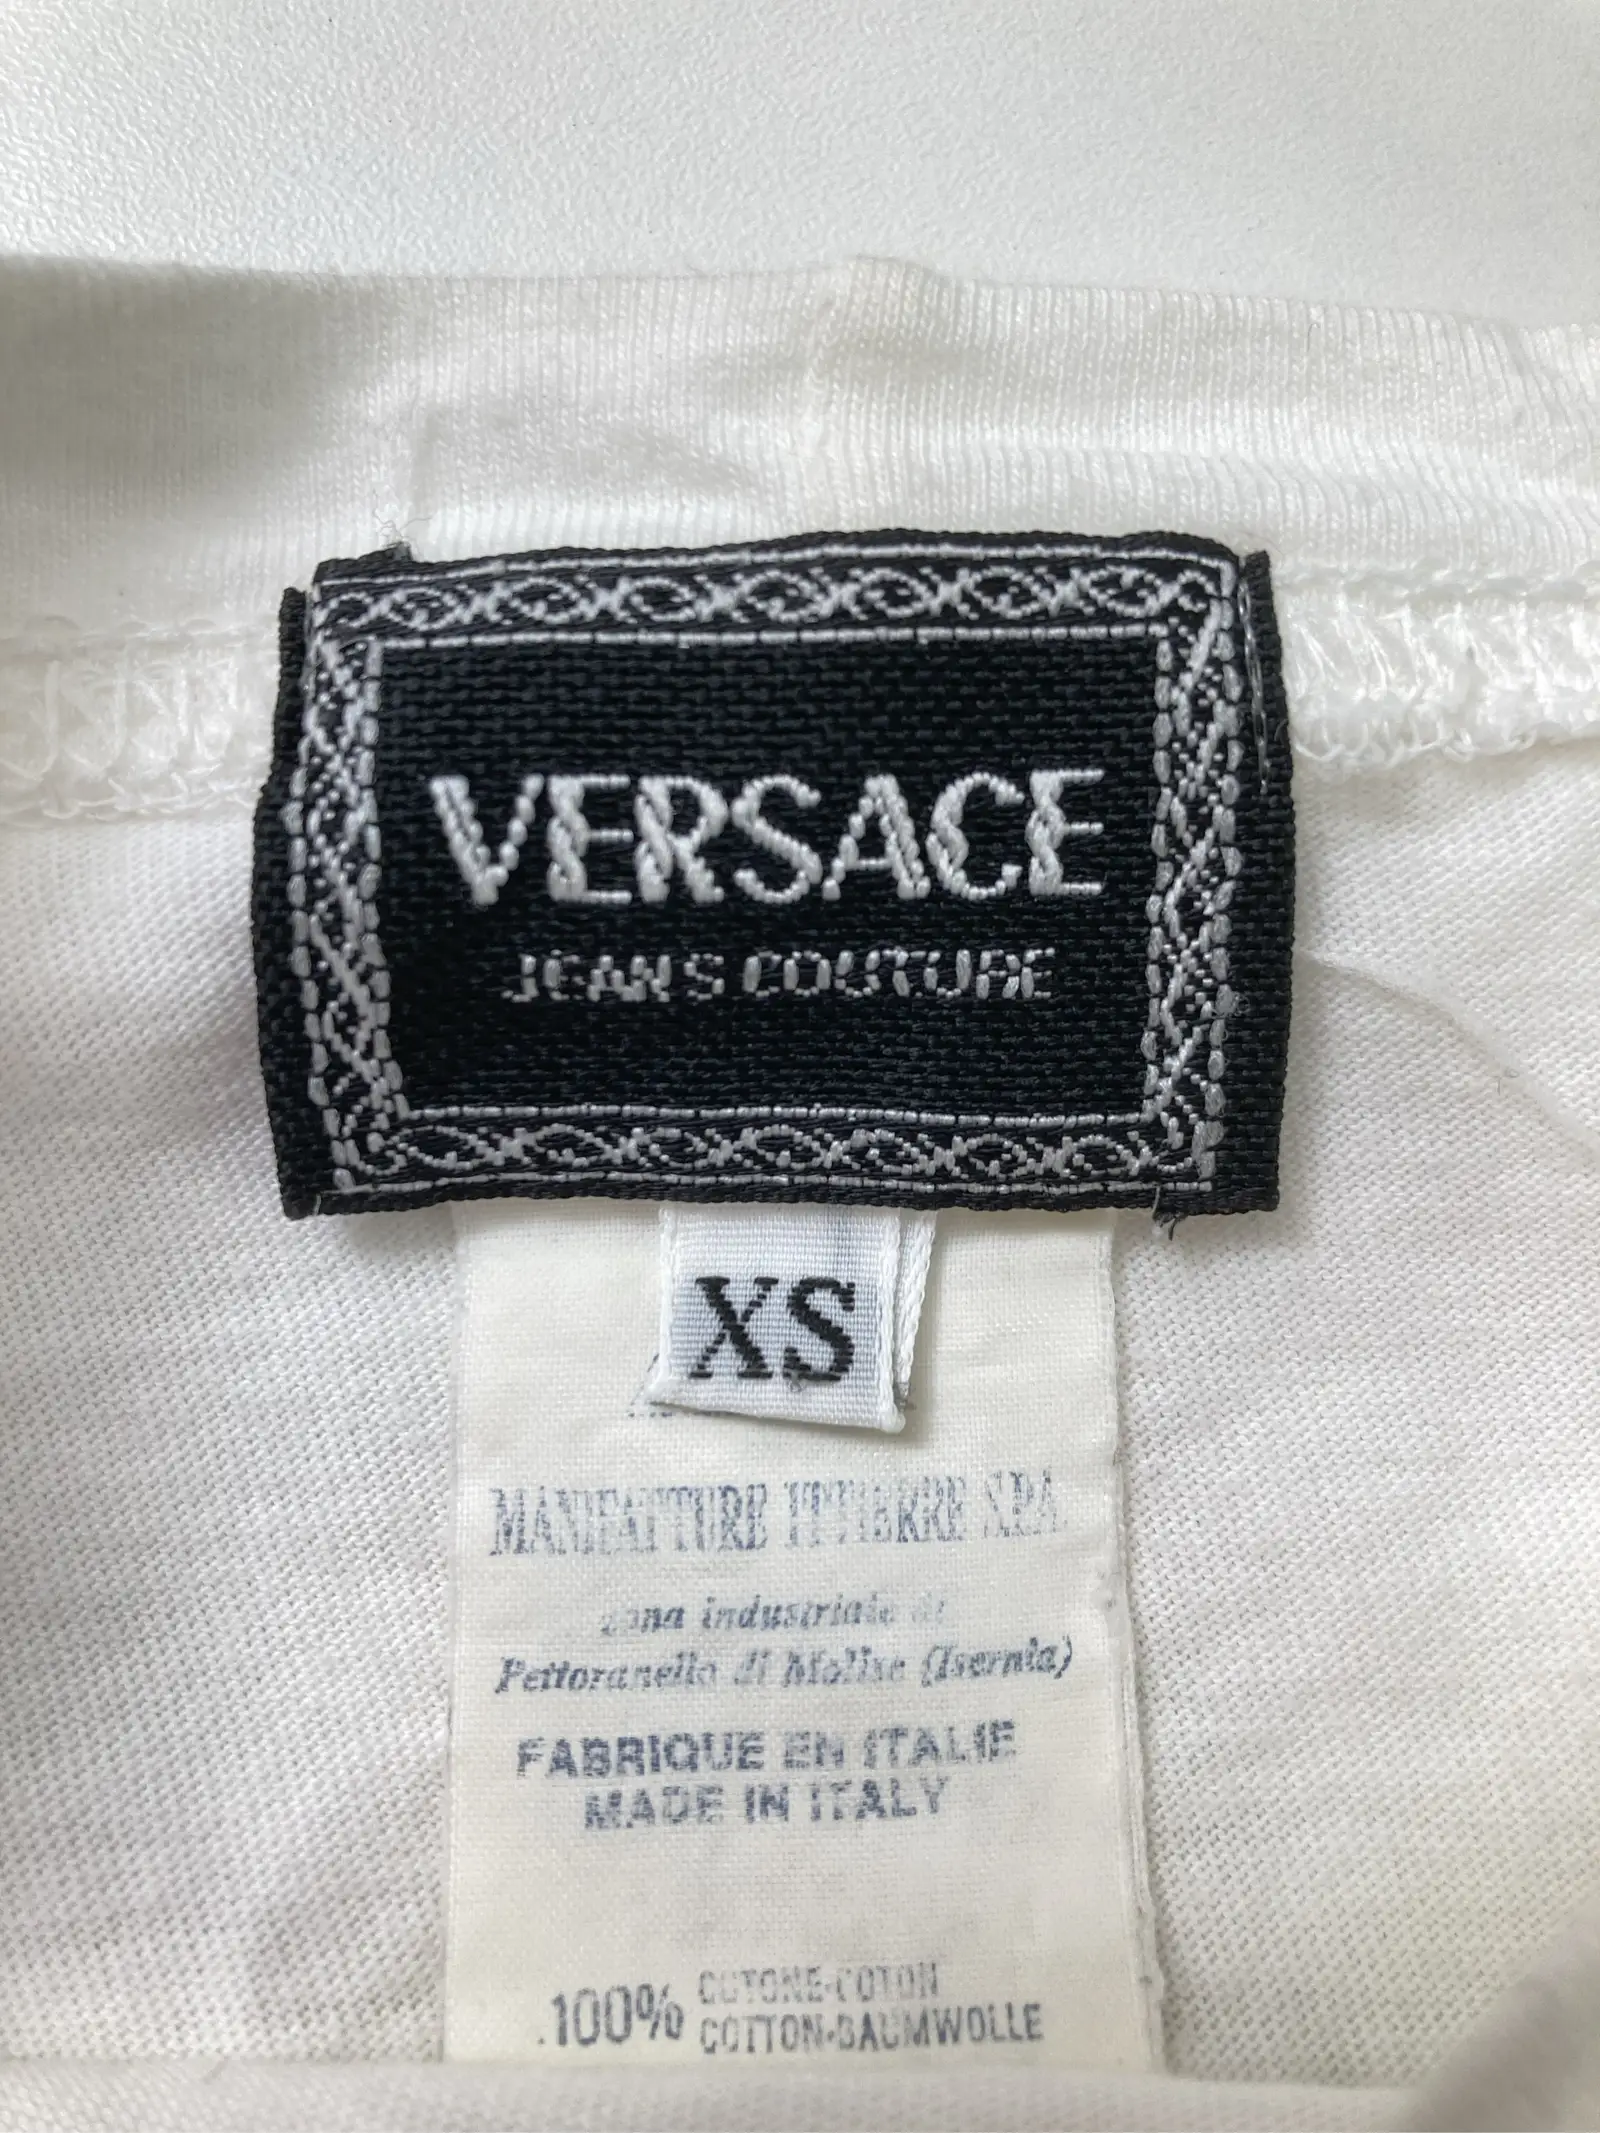 VERSACE
JEANS COUTURE
XS
MANIFATTURE ITTIERRE S.P.A.
zona industriale di
Pettoranello di Molise (Isernia)
FABRIQUE EN ITALIE
MADE IN ITALY
100% COTONE-COTON
COTTON-BAUMWOLLE